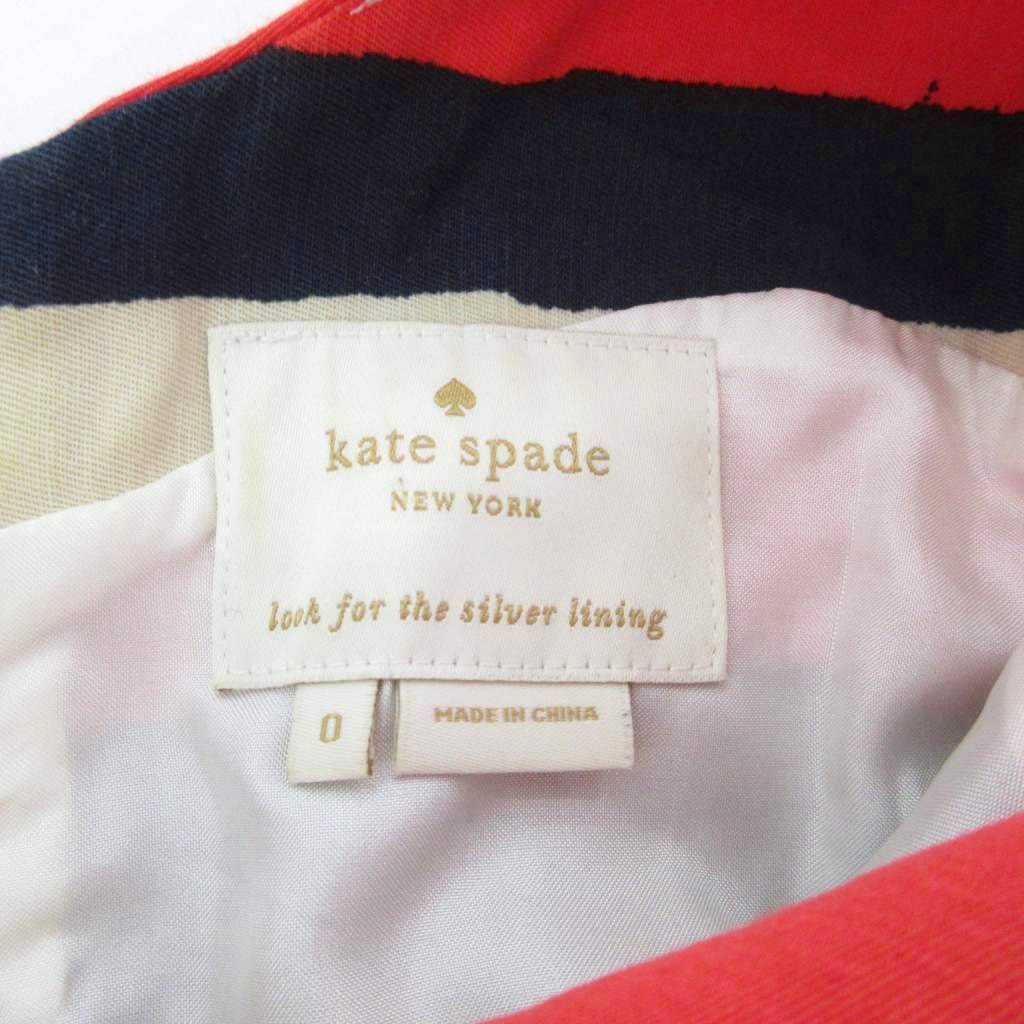 kate spade
NEW YORK
look for the silver lining
0
MADE IN CHINA